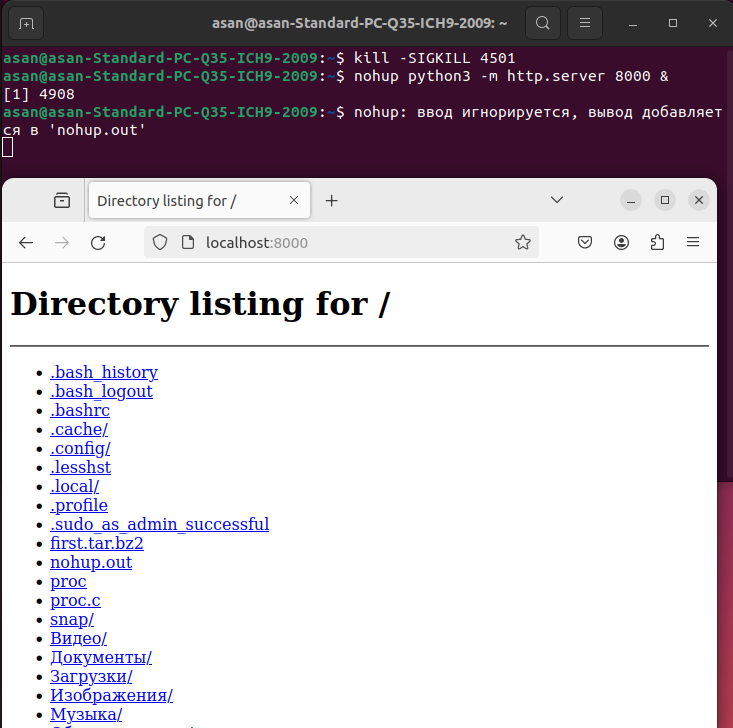 asan@asan-Standard-PC-Q35-ICH9-2009: ~
asan@asan-Standard-PC-Q35-ICH9-2009:~$ kill -SIGKILL 4501
asan@asan-Standard-PC-Q35-ICH9-2009:~$ nohup python3 -m http.server 8000 &
[1] 4908
asan@asan-Standard-PC-Q35-ICH9-2009:~$ nohup: ввод игнорируется, вывод добавляет
ся в 'nohup.out'
Directory listing for /
localhost:8000
Directory listing for /
.bash_history
.bash_logout
.bashrc
.cache/
.config/
.lesshst
.local/
.profile
.sudo_as_admin_successful
first.tar.bz2
nohup.out
proc
proc.c
snap/
Видео/
Документы/
Загрузки/
Изображения/
Музыка/